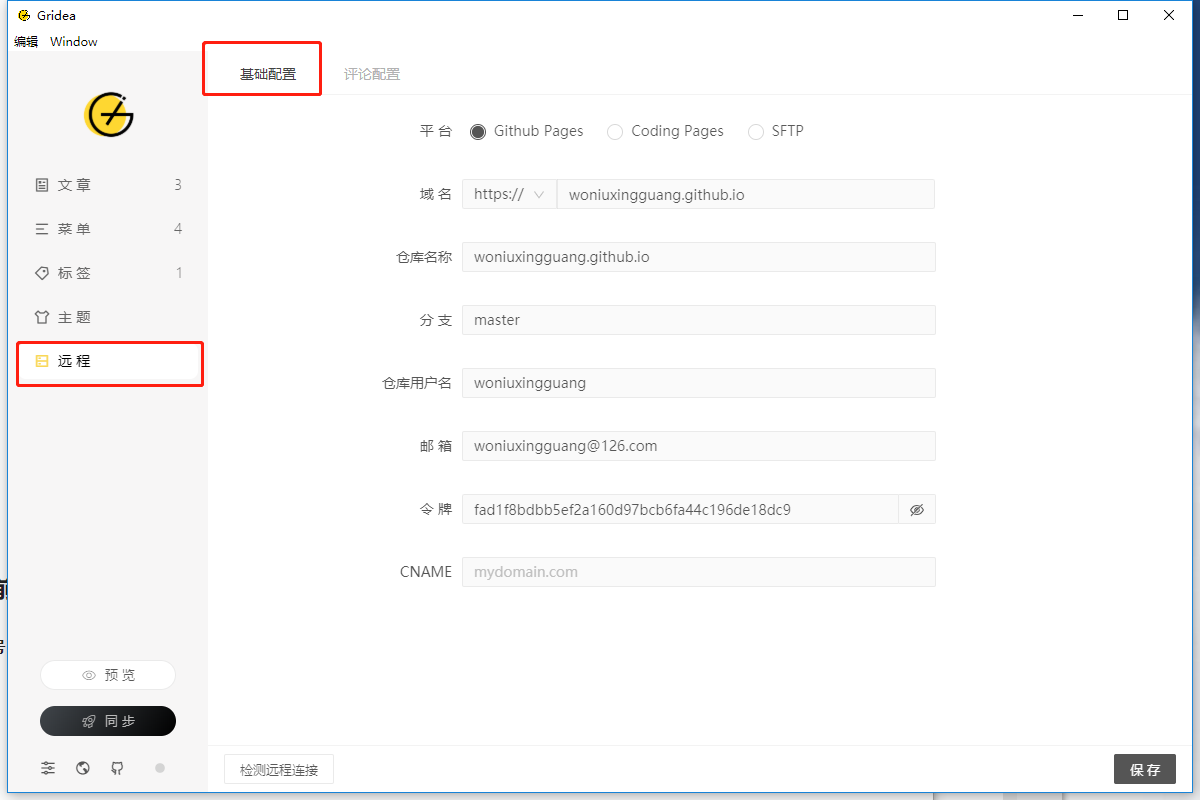 Gridea
编辑 Window
基础配置 评论配置
平 台 Github Pages Coding Pages SFTP
文 章 3
域 名 https:// woniuxingguang.github.io
菜 单 4
仓库名称 woniuxingguang.github.io
标 签 1
主 题
分 支 master
远 程
仓库用户名 woniuxingguang
邮 箱 woniuxingguang@126.com
令 牌 fad1f8bdbb5ef2a160d97bcb6fa44c196de18dc9
CNAME mydomain.com
预 览
同 步
检测远程连接 保 存